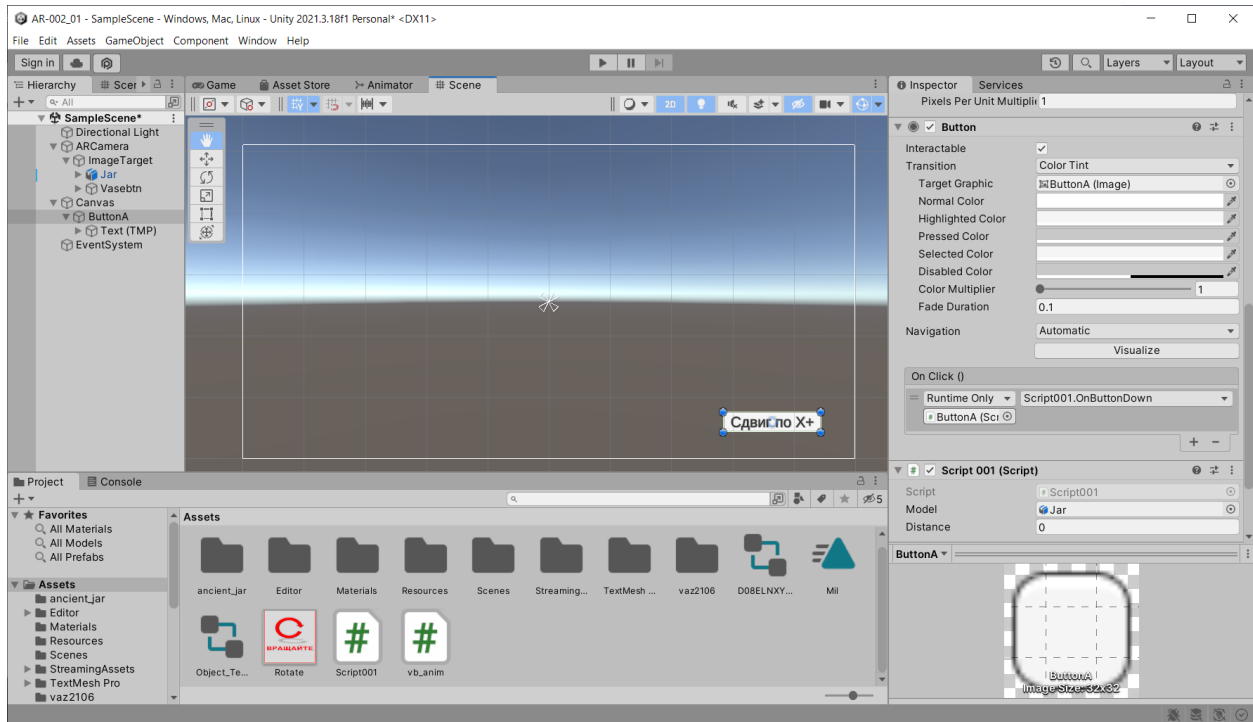 AR-002_01 - SampleScene - Windows, Mac, Linux - Unity 2021.3.18f1 Personal* <DX11>
File Edit Assets GameObject Component Window Help
Sign in Layers Layout
Hierarchy Scer Game Asset Store Animator Scene Inspector Services
All 2D Pixels Per Unit Multipli 1
SampleScene*
Directional Light
ARCamera
ImageTarget
Jar
Vasebtn
Canvas
ButtonA
Text (TMP)
EventSystem
Сдвиг по X+
Button
Interactable
Transition Color Tint
Target Graphic ButtonA (Image)
Normal Color
Highlighted Color
Pressed Color
Selected Color
Disabled Color
Color Multiplier 1
Fade Duration 0.1
Navigation Automatic
Visualize
On Click ()
Runtime Only Script001.OnButtonDown
ButtonA (Scr
+ -
Script 001 (Script)
Script Script001
Model Jar
Distance 0
Project Console
5
Favorites
All Materials
All Models
All Prefabs
Assets
ancient_jar
Editor
Materials
Resources
Scenes
StreamingAssets
TextMesh Pro
vaz2106
Assets
ancient_jar Editor Materials Resources Scenes Streaming... TextMesh ... vaz2106 D08ELNXY... Mil
ВРАЩАЙТЕ
Object_Te... Rotate Script001 vb_anim
ButtonA
ButtonA
Image Size: 32x32